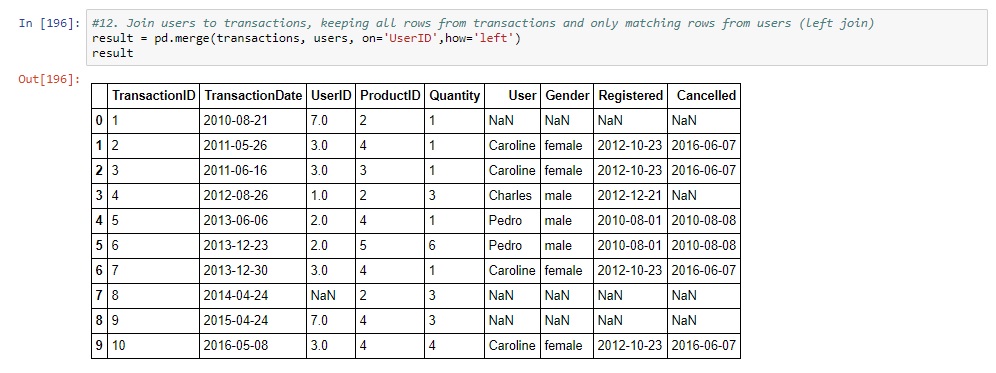 In [196]: #12. Join users to transactions, keeping all rows from transactions and only matching rows from users (left join)
result = pd.merge(transactions, users, on='UserID',how='left')
result
Out[196]:
TransactionID TransactionDate UserID ProductID Quantity User Gender Registered Cancelled
0 1 2010-08-21 7.0 2 1 NaN NaN NaN NaN
1 2 2011-05-26 3.0 4 1 Caroline female 2012-10-23 2016-06-07
2 3 2011-06-16 3.0 3 1 Caroline female 2012-10-23 2016-06-07
3 4 2012-08-26 1.0 2 3 Charles male 2012-12-21 NaN
4 5 2013-06-06 2.0 4 1 Pedro male 2010-08-01 2010-08-08
5 6 2013-12-23 2.0 5 6 Pedro male 2010-08-01 2010-08-08
6 7 2013-12-30 3.0 4 1 Caroline female 2012-10-23 2016-06-07
7 8 2014-04-24 NaN 2 3 NaN NaN NaN NaN
8 9 2015-04-24 7.0 4 3 NaN NaN NaN NaN
9 10 2016-05-08 3.0 4 4 Caroline female 2012-10-23 2016-06-07